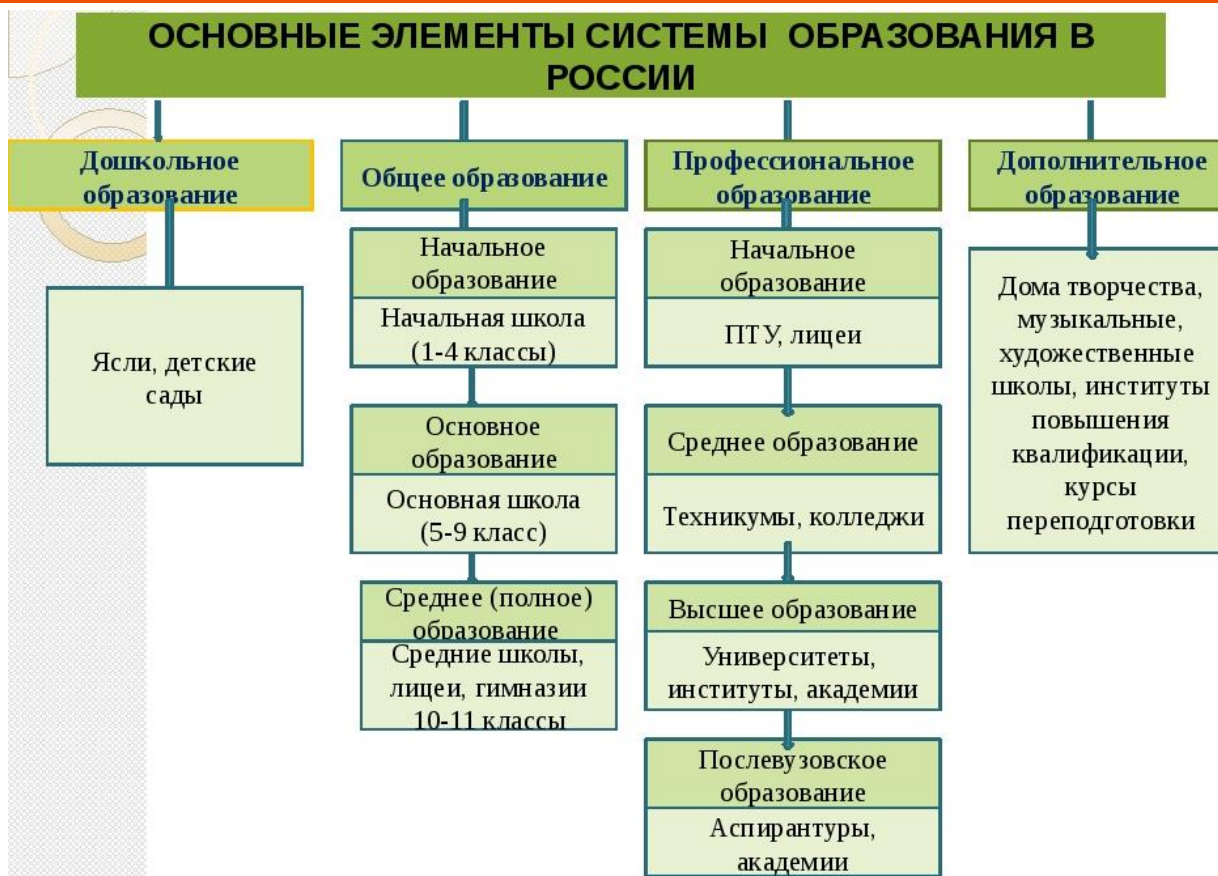 ОСНОВНЫЕ ЭЛЕМЕНТЫ СИСТЕМЫ ОБРАЗОВАНИЯ В
РОССИИ
Дошкольное
образование
Ясли, детские
сады
Общее образование
Начальное
образование
Начальная школа
(1-4 классы)
Основное
образование
Основная школа
(5-9 класс)
Среднее (полное)
образование
Средние школы,
лицеи, гимназии
10-11 классы
Профессиональное
образование
Начальное
образование
ПТУ, лицеи
Среднее образование
Техникумы, колледжи
Высшее образование
Университеты,
институты, академии
Послевузовское
образование
Аспирантуры,
академии
Дополнительное
образование
Дома творчества,
музыкальные,
художественные
школы, институты
повышения
квалификации,
курсы
переподготовки